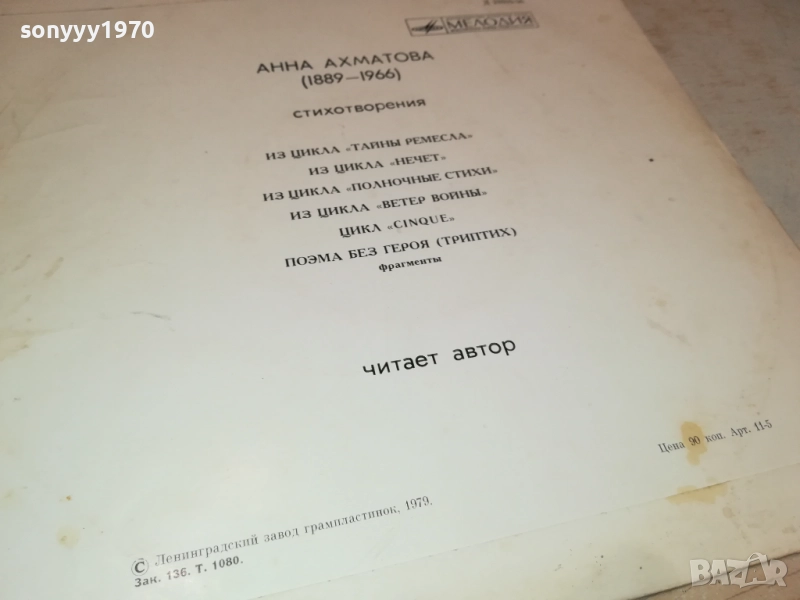 sonyyy1970
МЕЛОДИЯ
АННА АХМАТОВА
(1889—1966)
стихотворения
ИЗ ЦИКЛА «ТАЙНЫ РЕМЕСЛА»
ИЗ ЦИКЛА «НЕЧЕТ»
ИЗ ЦИКЛА «ПОЛНОЧНЫЕ СТИХИ»
ИЗ ЦИКЛА «ВЕТЕР ВОЙНЫ»
ЦИКЛ «CINQUE»
ПОЭМА БЕЗ ГЕРОЯ (ТРИПТИХ)
фрагменты
читает автор
Цена 90 коп. Арт. 11-5
© Ленинградский завод грампластинок, 1979.
Зак. 136. Т. 1080.
BAZAR